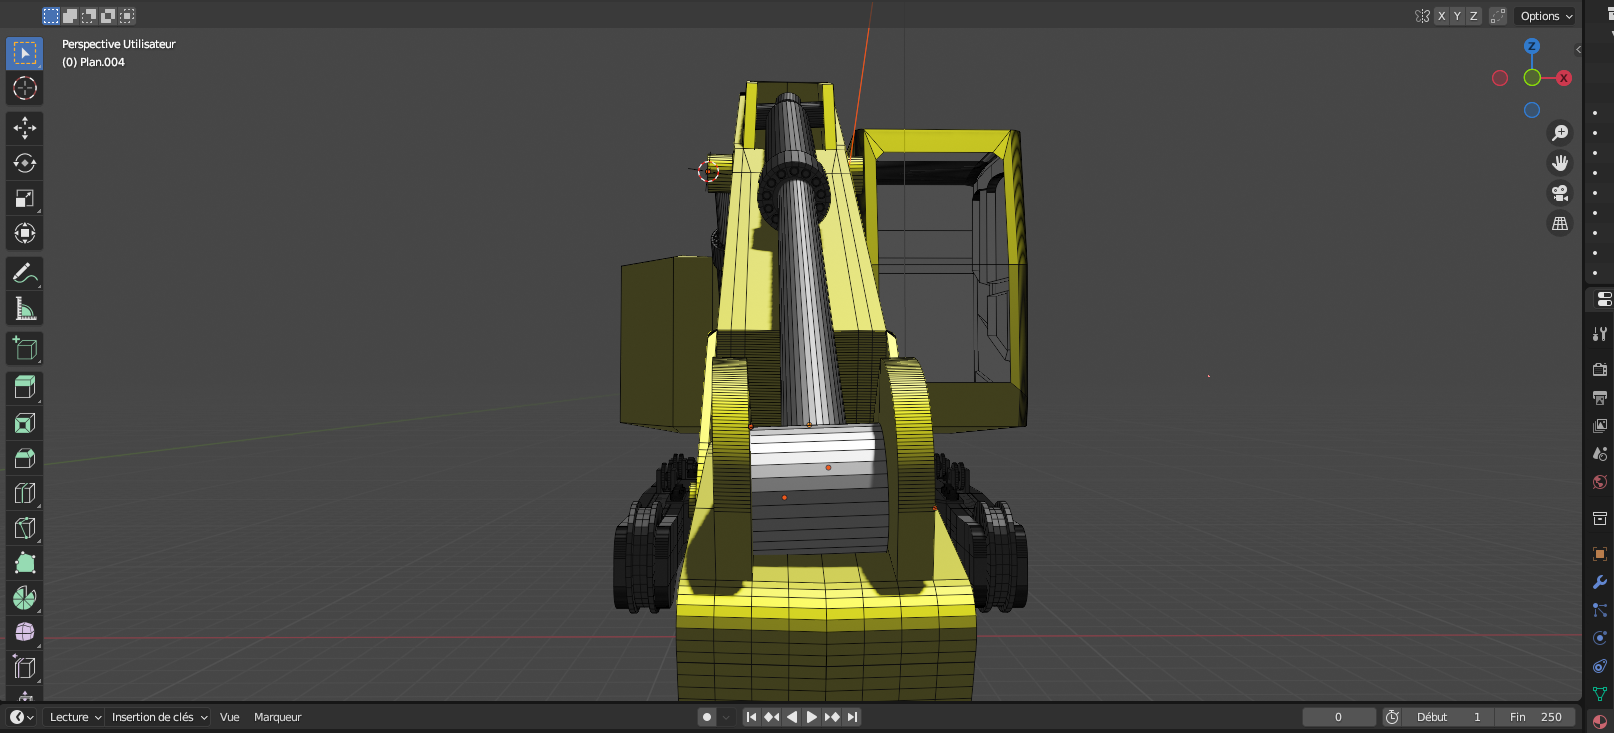 X Y Z Options
Perspective Utilisateur
(0) Plan.004
Z
X
Lecture Insertion de clés Vue Marqueur 0 Début 1 Fin 250